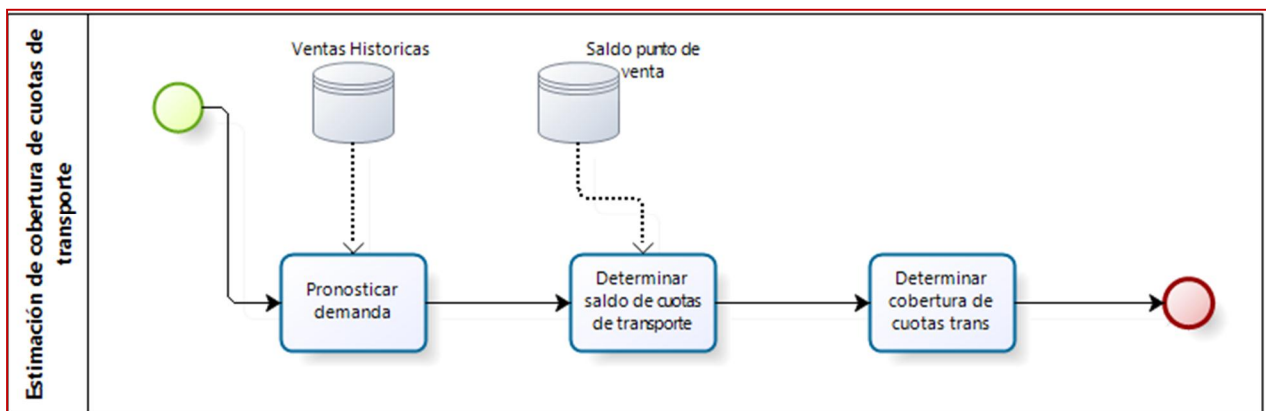 Estimación de cobertura de cuotas de
transporte
Ventas Historicas
Saldo punto de
venta
Pronosticar
demanda
Determinar
saldo de cuotas
de transporte
Determinar
cobertura de
cuotas trans